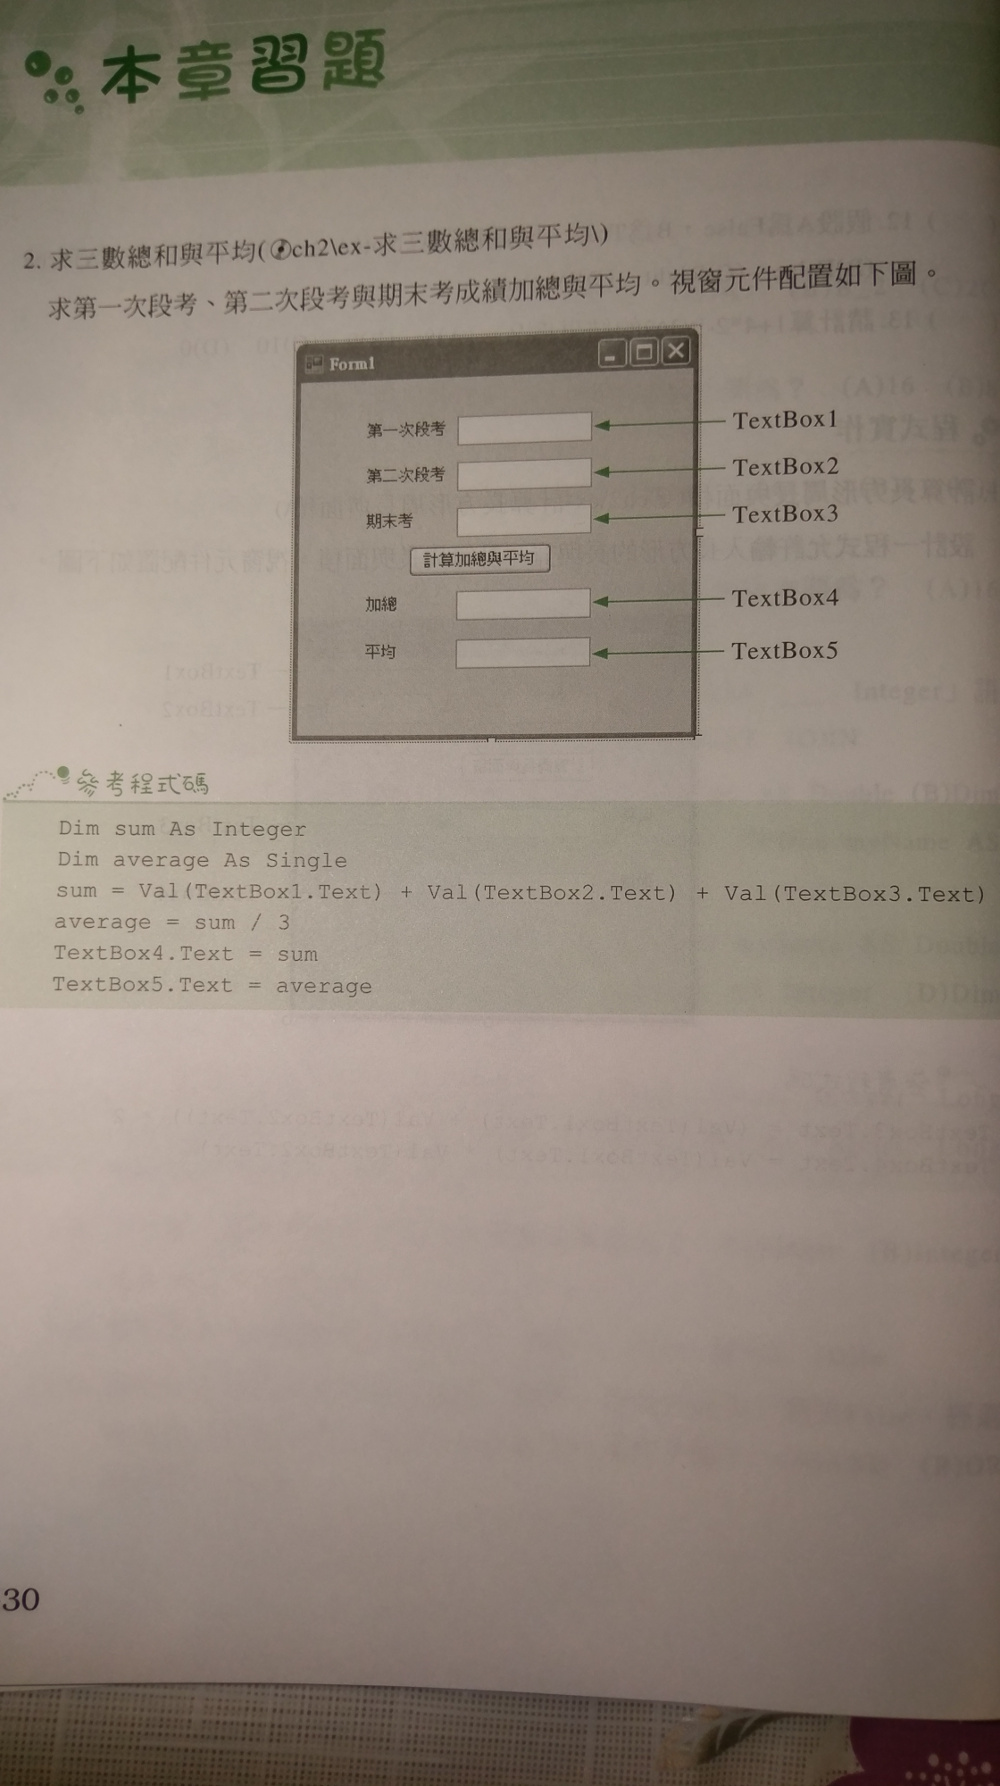 本章習題
2. 求三數總和與平均(ch2\ex-求三數總和與平均\)
求第一次段考、第二次段考與期末考成績加總與平均。視窗元件配置如下圖。
Form1
第一次段考 TextBox1
第二次段考 TextBox2
期末考 TextBox3
計算加總與平均
加總 TextBox4
平均 TextBox5
參考程式碼
Dim sum As Integer
Dim average As Single
sum = Val(TextBox1.Text) + Val(TextBox2.Text) + Val(TextBox3.Text)
average = sum / 3
TextBox4.Text = sum
TextBox5.Text = average
30